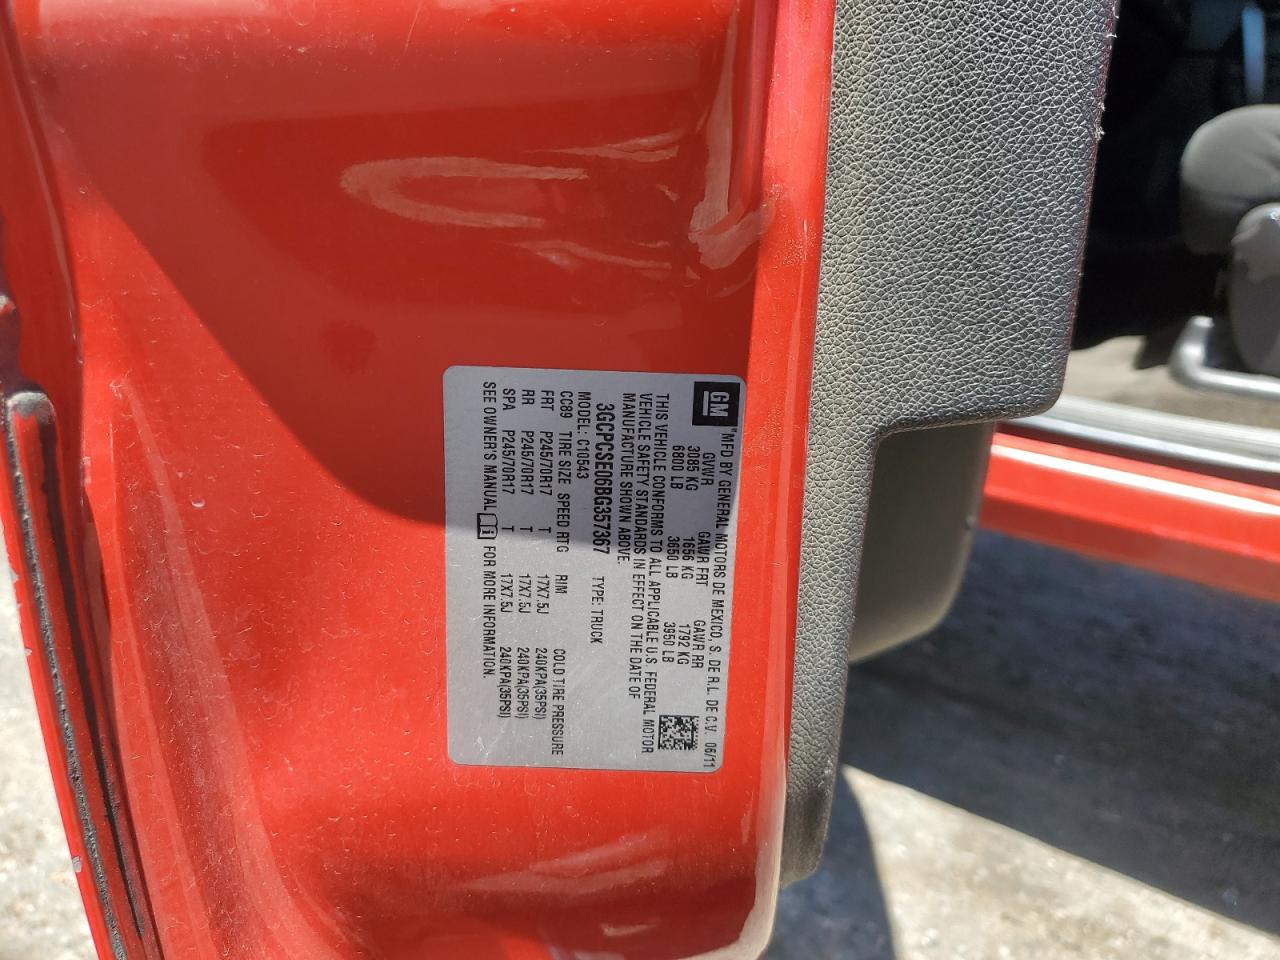 GM
"MFD BY GENERAL MOTORS DE MEXICO, S. DE R.L. DE C.V. 06/11
GVWR GAWR FRT GAWR RR
3085 KG 1656 KG 1792 KG
6800 LB 3650 LB 3950 LB
THIS VEHICLE CONFORMS TO ALL APPLICABLE U.S. FEDERAL MOTOR
VEHICLE SAFETY STANDARDS IN EFFECT ON THE DATE OF
MANUFACTURE SHOWN ABOVE.
3GCPCSE06BG357367 TYPE: TRUCK
MODEL: C10543
CC89 TIRE SIZE SPEED RTG RIM COLD TIRE PRESSURE
FRT P245/70R17 T 17X7.5J 240KPA(35PSI)
RR P245/70R17 T 17X7.5J 240KPA(35PSI)
SPA P245/70R17 T 17X7.5J 240KPA(35PSI)
SEE OWNER'S MANUAL FOR MORE INFORMATION.